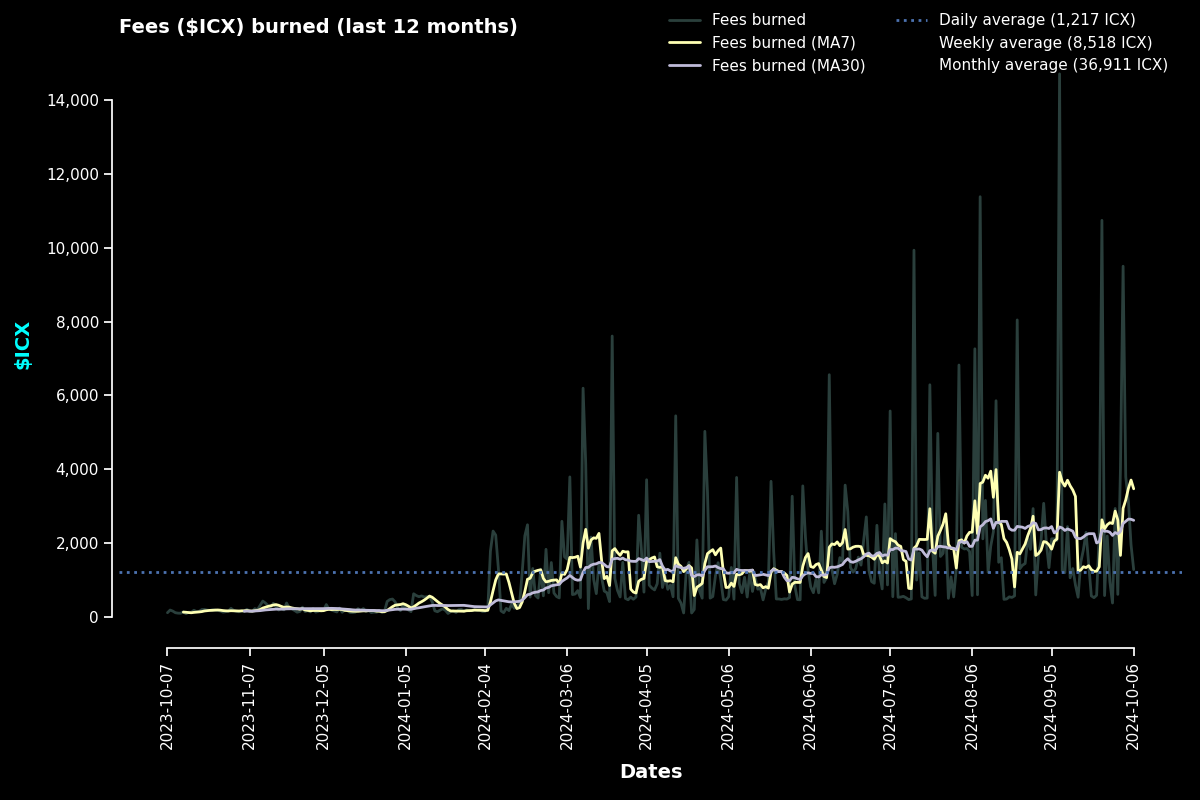 Fees ($ICX) burned (last 12 months)
Fees burned
Fees burned (MA7)
Fees burned (MA30)
Daily average (1,217 ICX)
Weekly average (8,518 ICX)
Monthly average (36,911 ICX)
14,000
12,000
10,000
8,000
6,000
4,000
2,000
0
$ICX
2023-10-07
2023-11-07
2023-12-05
2024-01-05
2024-02-04
2024-03-06
2024-04-05
2024-05-06
2024-06-06
2024-07-06
2024-08-06
2024-09-05
2024-10-06
Dates